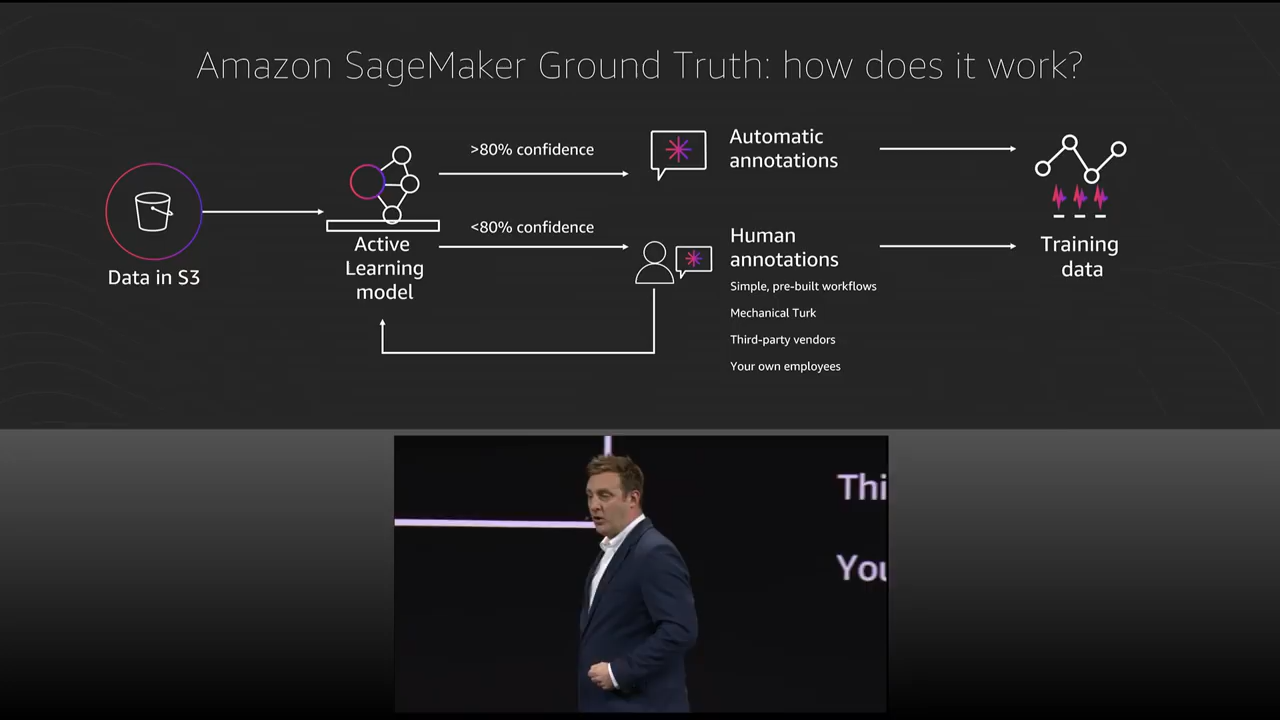 Amazon SageMaker Ground Truth: how does it work?
>80% confidence
Automatic
annotations
<80% confidence
Human
annotations
Simple, pre-built workflows
Mechanical Turk
Third-party vendors
Your own employees
Data in S3
Active
Learning
model
Training
data
Thi
You